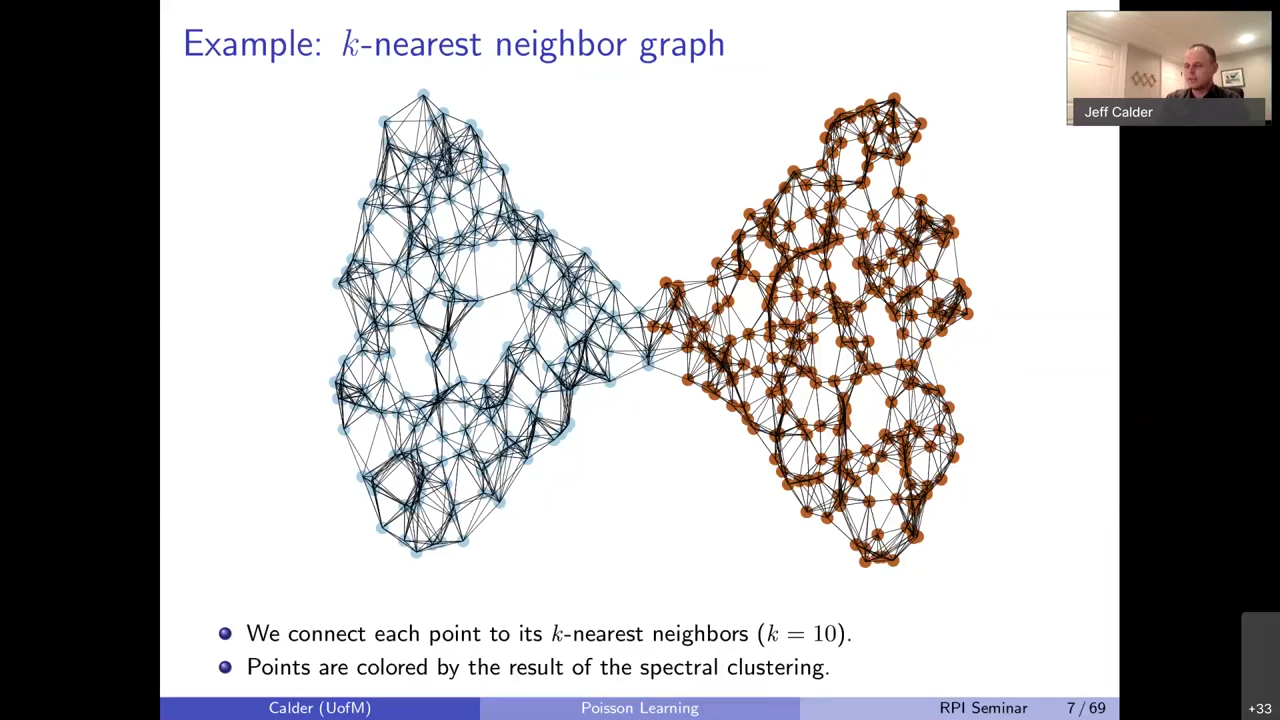 Example: k-nearest neighbor graph
Jeff Calder
We connect each point to its k-nearest neighbors (k = 10).
Points are colored by the result of the spectral clustering.
Calder (UofM)
Poisson Learning
RPI Seminar
7 / 69
+33